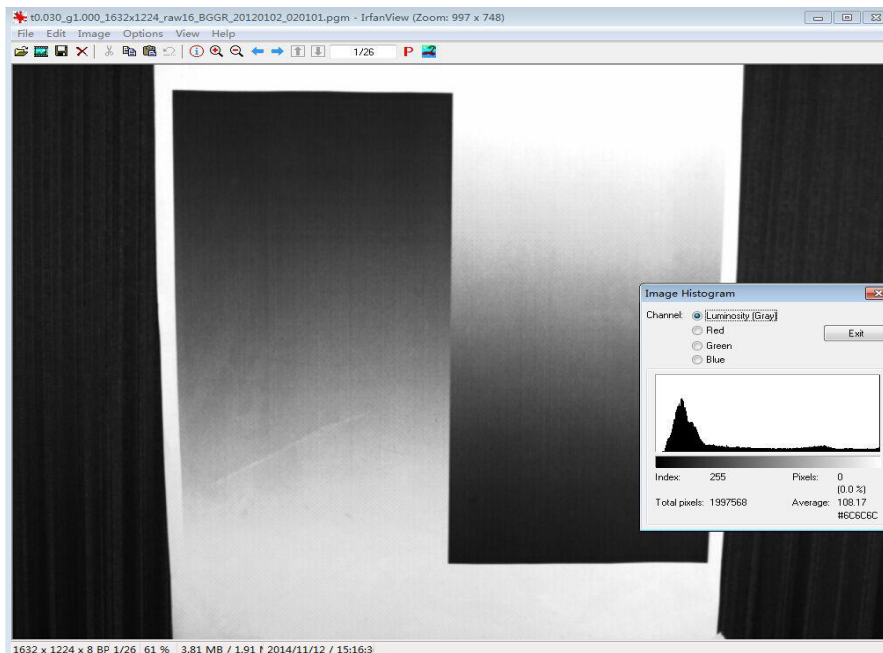 t0.030_g1.000_1632x1224_raw16_BGGR_20120102_020101.pgm - IrfanView (Zoom: 997 x 748)
File Edit Image Options View Help
1/26 P
Image Histogram
Channel: Luminosity (Gray)
Red
Exit
Green
Blue
Index: 255 Pixels: 0
(0.0 %)
Total pixels: 1997568 Average: 108.17
#6C6C6C
1632 x 1224 x 8 BP 1/26 61 % 3.81 MB / 1.91 M 2014/11/12 / 15:16:3